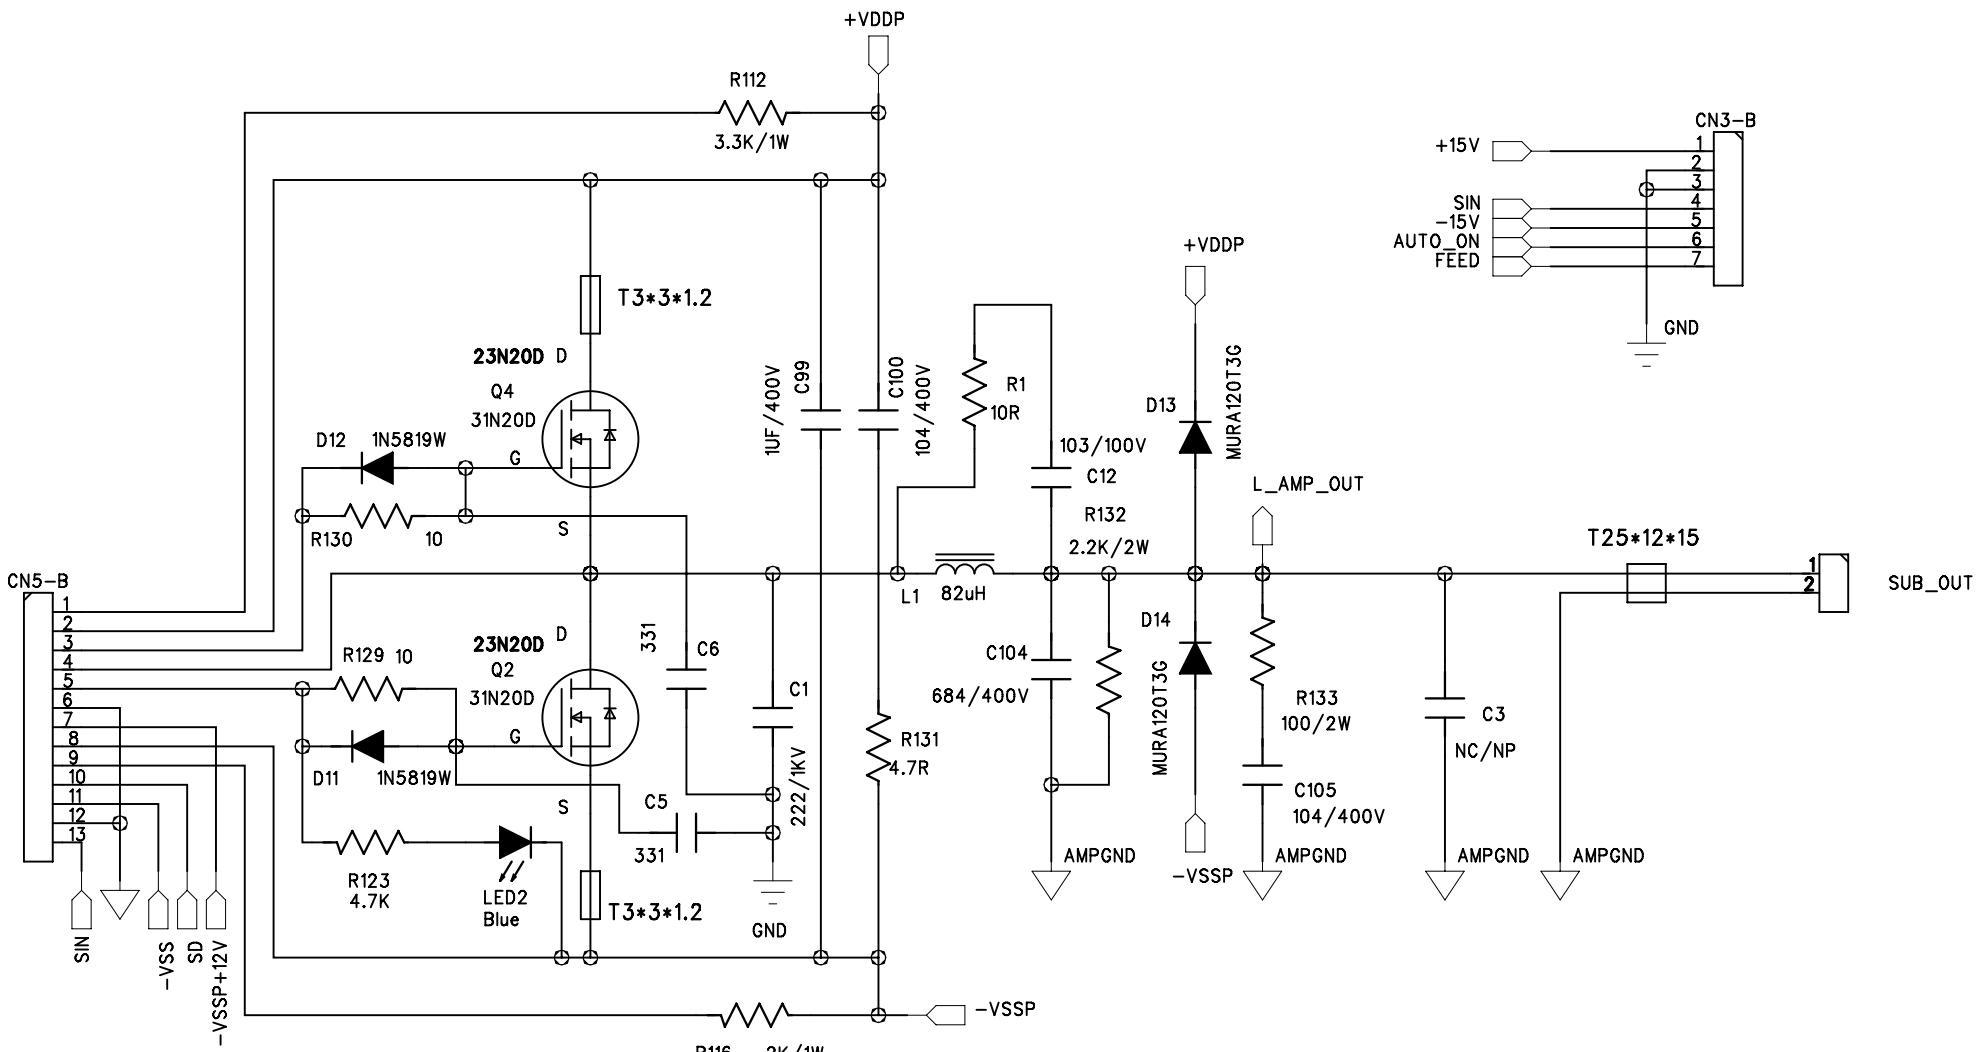 +VDDP
R112
3.3K/1W
CN3-B
+15V
1
2
3
SIN
4
-15V
5
AUTO_ON
6
FEED
7
GND
+VDDP
T3*3*1.2
23N20D
D
Q4
31N20D
G
S
D12
1N5819W
R130
10
1UF/400V
C99
C100
104/400V
R1
10R
103/100V
C12
D13
MURA120T3G
L_AMP_OUT
R132
2.2K/2W
T25*12*15
1
2
SUB_OUT
CN5-B
1
2
3
4
5
6
7
8
9
10
11
12
13
L1
82uH
23N20D
D
Q2
31N20D
G
S
R129
10
D11
1N5819W
331
C6
C1
222/1KV
C5
331
R131
4.7R
C104
684/400V
D14
MURA120T3G
R133
100/2W
C105
104/400V
C3
NC/NP
R123
4.7K
LED2
Blue
T3*3*1.2
GND
AMPGND
-VSSP
AMPGND
AMPGND
AMPGND
SIN
-VSS
SD
-VSSP+12V
-VSSP
R116
2K/1W